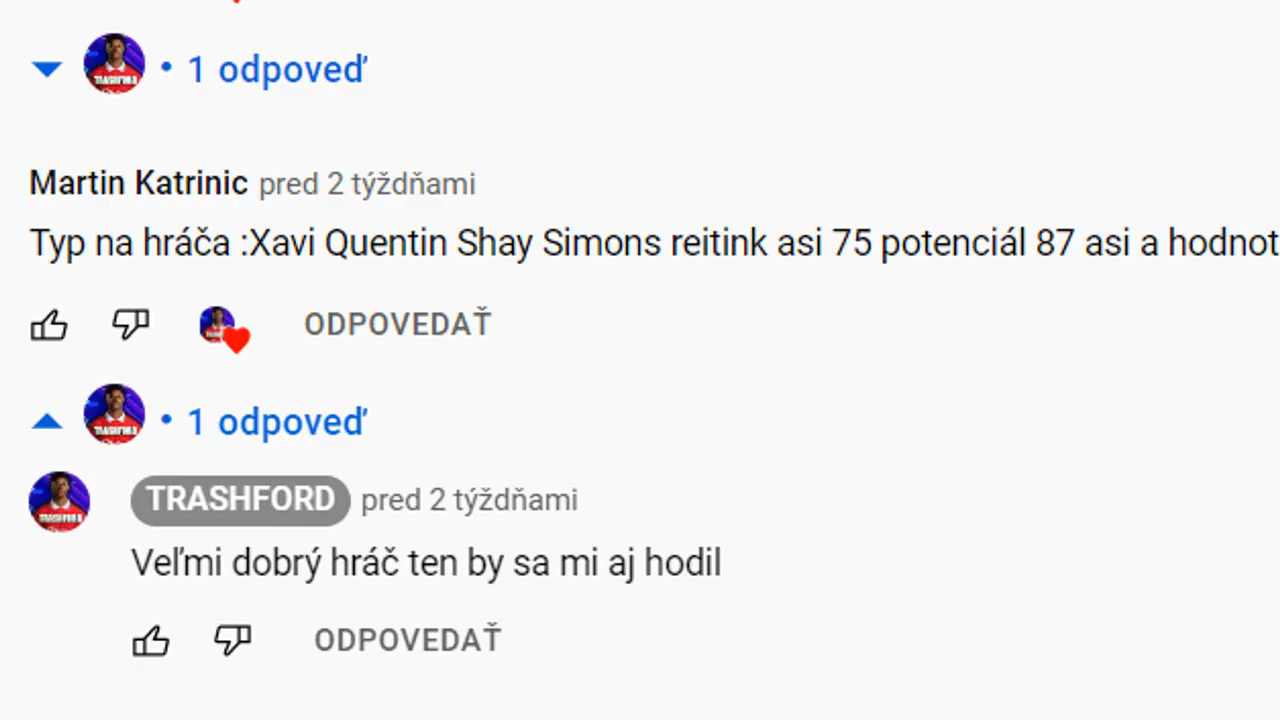 • 1 odpoveď
Martin Katrinic pred 2 týždňami
Typ na hráča :Xavi Quentin Shay Simons reitink asi 75 potenciál 87 asi a hodnot
ODPOVEDAŤ
• 1 odpoveď
TRASHFORD pred 2 týždňami
Veľmi dobrý hráč ten by sa mi aj hodil
ODPOVEDAŤ